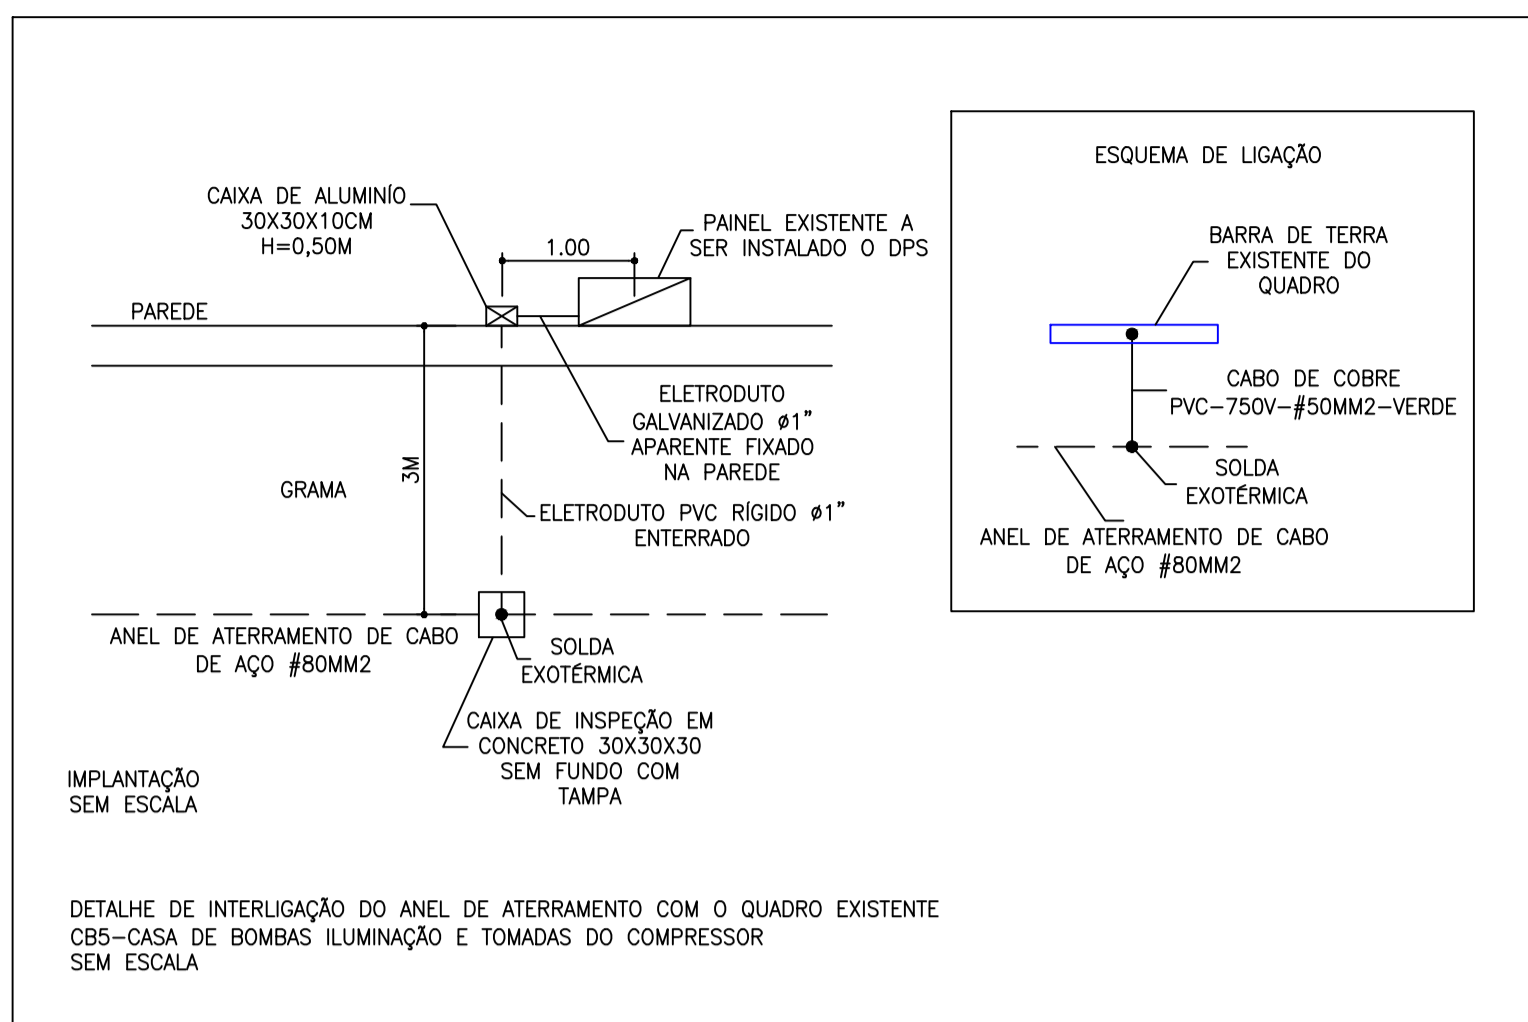 ESQUEMA DE LIGAÇÃO
CAIXA DE ALUMINÍO
30X30X10CM
H=0,50M
1.00
PAINEL EXISTENTE A
SER INSTALADO O DPS
BARRA DE TERRA
EXISTENTE DO
QUADRO
PAREDE
CABO DE COBRE
PVC-750V-#50MM2-VERDE
ELETRODUTO
GALVANIZADO ø1"
APARENTE FIXADO
NA PAREDE
3M
GRAMA
SOLDA
EXOTÉRMICA
ELETRODUTO PVC RÍGIDO ø1"
ENTERRADO
ANEL DE ATERRAMENTO DE CABO
DE AÇO #80MM2
ANEL DE ATERRAMENTO DE CABO
DE AÇO #80MM2
SOLDA
EXOTÉRMICA
CAIXA DE INSPEÇÃO EM
CONCRETO 30X30X30
SEM FUNDO COM
TAMPA
IMPLANTAÇÃO
SEM ESCALA
DETALHE DE INTERLIGAÇÃO DO ANEL DE ATERRAMENTO COM O QUADRO EXISTENTE
CB5-CASA DE BOMBAS ILUMINAÇÃO E TOMADAS DO COMPRESSOR
SEM ESCALA